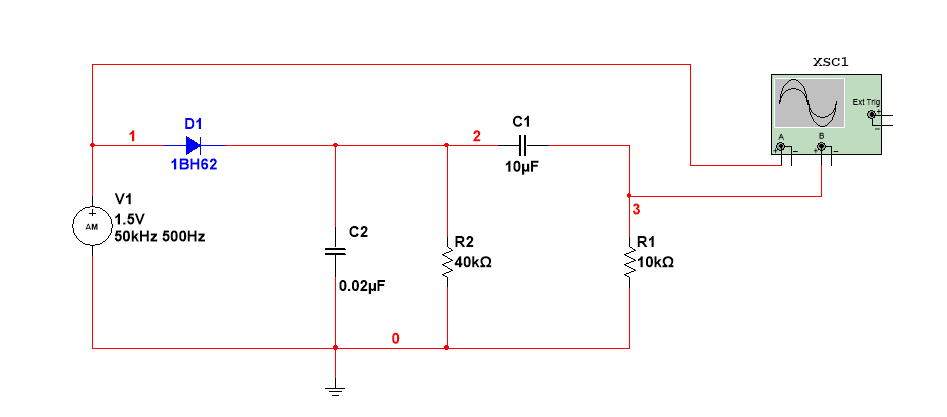 XSC1
Ext Trig
A
B
D1
1
1BH62
2
C1
10µF
3
V1
1.5V
AM
50kHz 500Hz
C2
0.02µF
R2
40kΩ
R1
10kΩ
0